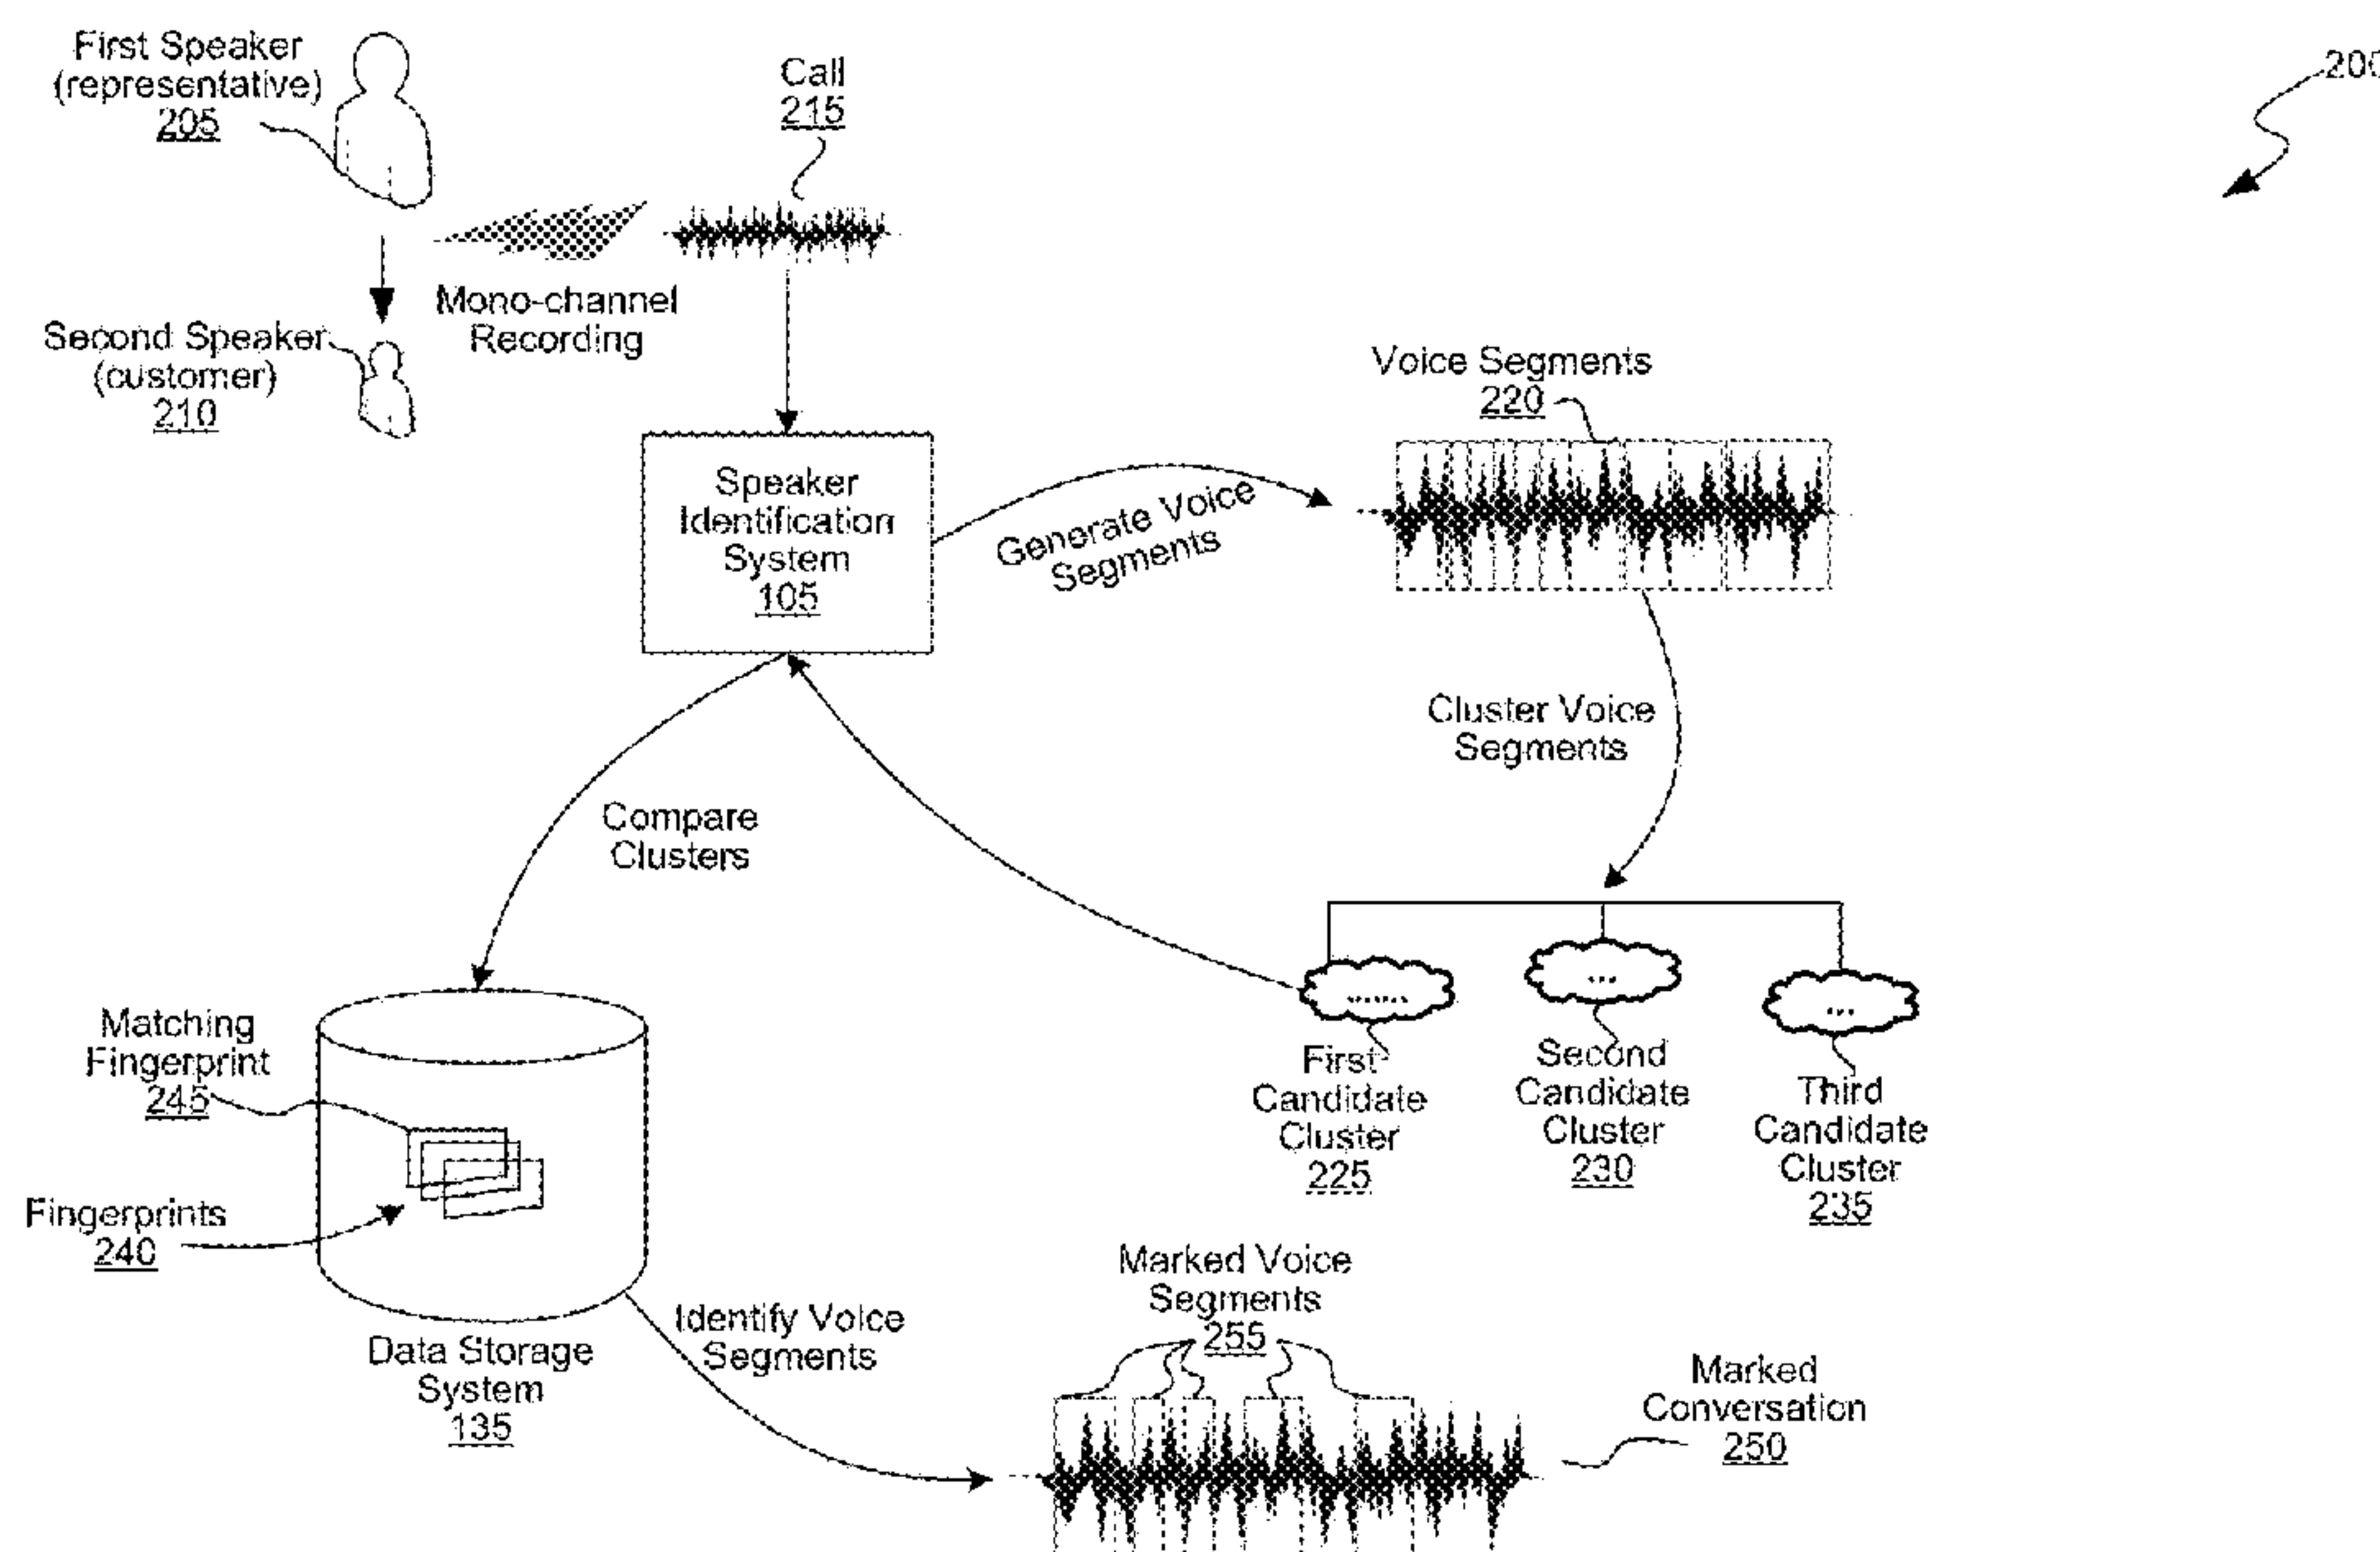 First Speaker
(representative)
205
Call
215
200
Mono-channel
Recording
Second Speaker
(customer)
210
Voice Segments
220
Speaker
Identification
System
105
Generate Voice
Segments
Cluster Voice
Segments
Compare
Clusters
Matching
Fingerprint
245
First
Candidate
Cluster
225
Second
Candidate
Cluster
230
Third
Candidate
Cluster
235
Fingerprints
240
Data Storage
System
135
Identify Voice
Segments
Marked Voice
Segments
255
Marked
Conversation
250